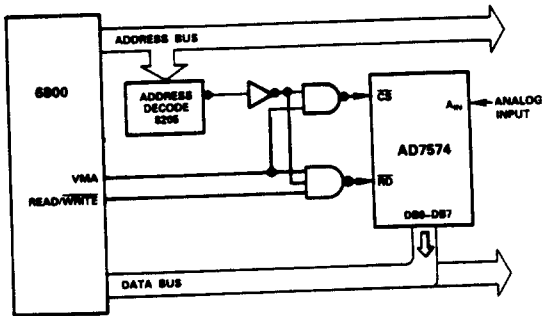 ADDRESS BUS
6800
ADDRESS
DECODE
8205
CS
AIN
ANALOG
INPUT
AD7574
VMA
READ/WRITE
RD
DB0–DB7
DATA BUS